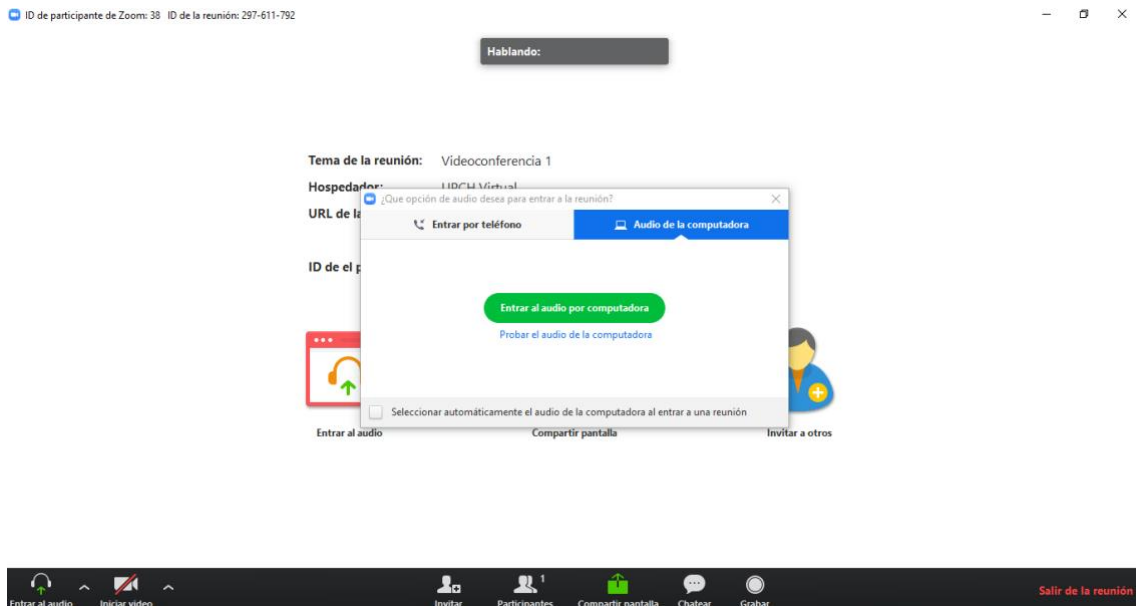 ID de participante de Zoom: 38 ID de la reunión: 297-611-792
Hablando:
Tema de la reunión: Videoconferencia 1
Hospedador: UPCH Virtual
¿Que opción de audio desea para entrar a la reunión?
URL de la
Entrar por teléfono
Audio de la computadora
ID de el p
Entrar al audio por computadora
Probar el audio de la computadora
Seleccionar automáticamente el audio de la computadora al entrar a una reunión
Entrar al audio
Compartir pantalla
Invitar a otros
Entrar al audio
Iniciar video
Invitar
Participantes 1
Compartir pantalla
Chatear
Grabar
Salir de la reunión